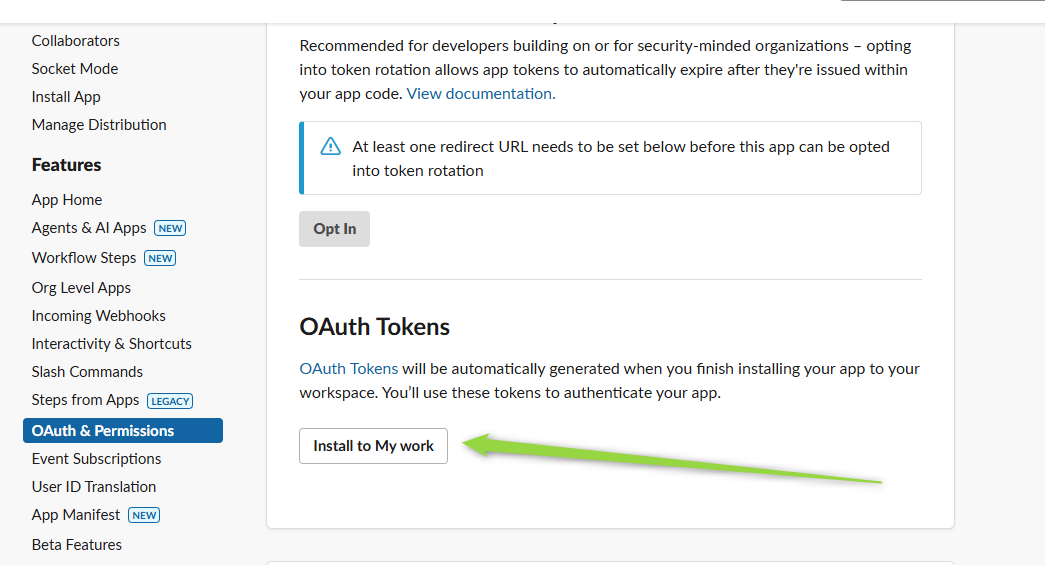 Collaborators
Socket Mode
Install App
Manage Distribution
Features
App Home
Agents & AI Apps NEW
Workflow Steps NEW
Org Level Apps
Incoming Webhooks
Interactivity & Shortcuts
Slash Commands
Steps from Apps LEGACY
OAuth & Permissions
Event Subscriptions
User ID Translation
App Manifest NEW
Beta Features
Recommended for developers building on or for security-minded organizations – opting
into token rotation allows app tokens to automatically expire after they're issued within
your app code. View documentation.
At least one redirect URL needs to be set below before this app can be opted
into token rotation
Opt In
OAuth Tokens
OAuth Tokens will be automatically generated when you finish installing your app to your
workspace. You’ll use these tokens to authenticate your app.
Install to My work